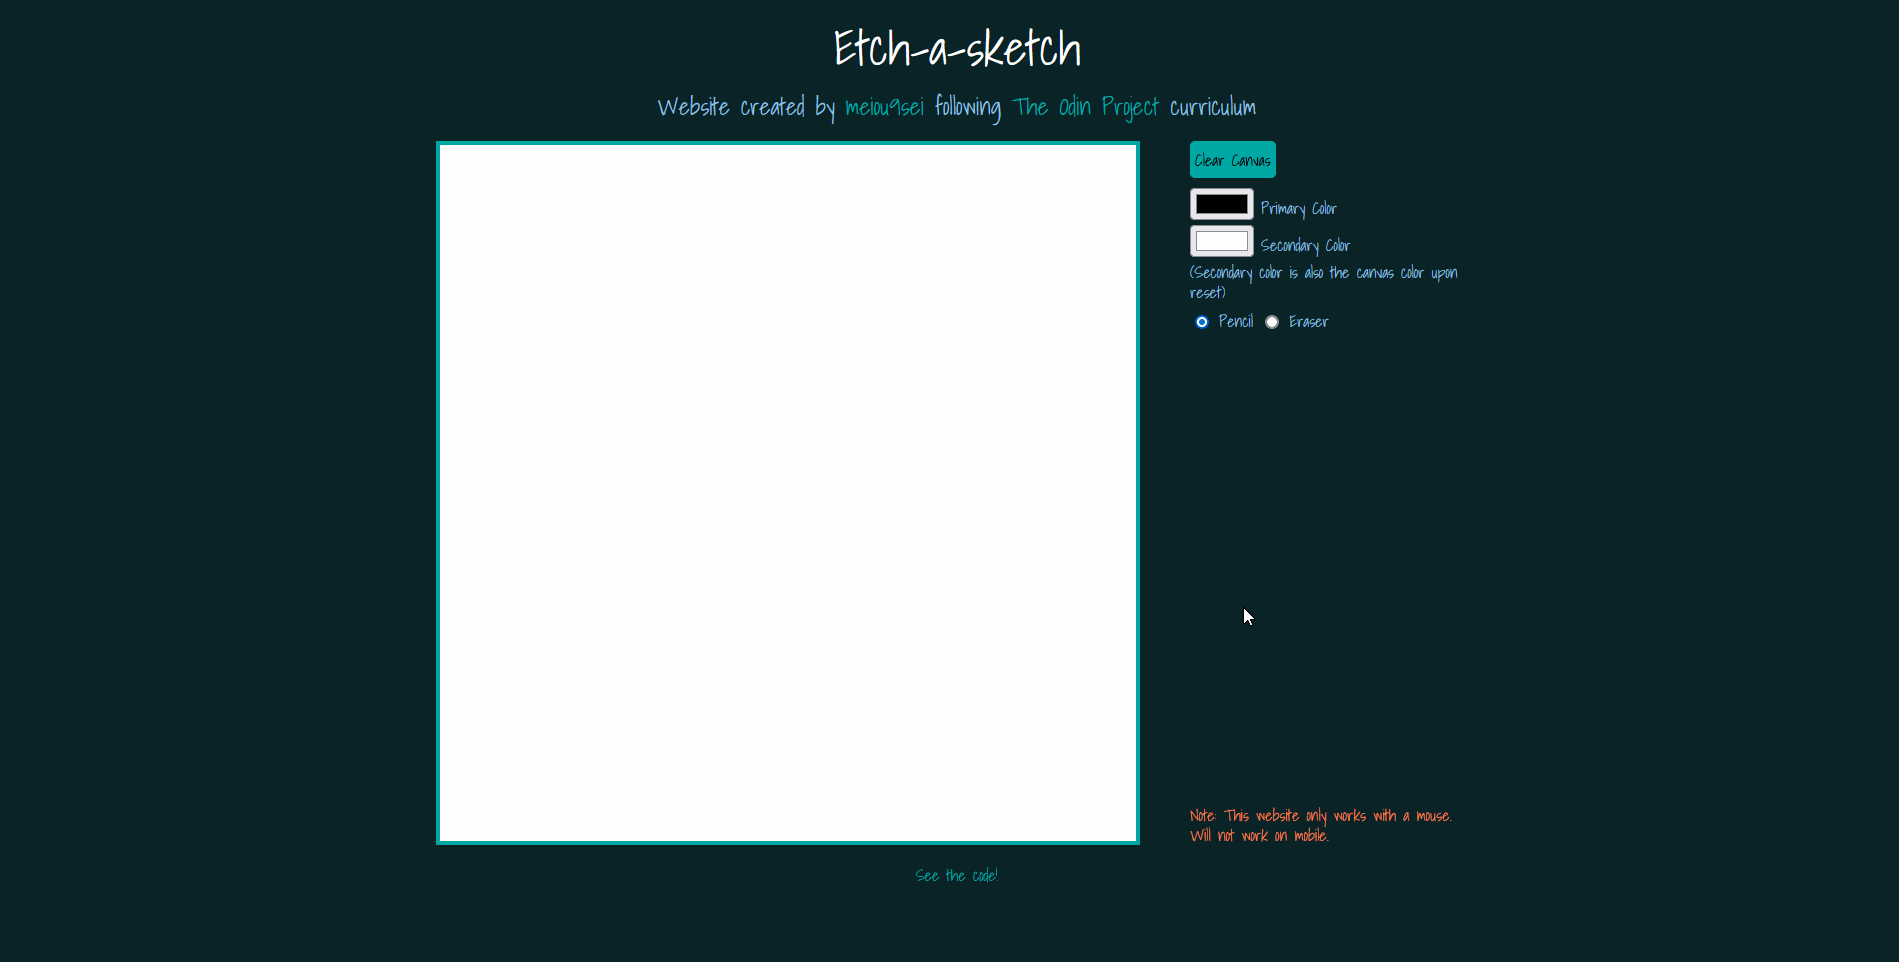 Etch-a-sketch
Website created by meiou9sei following The Odin Project curriculum
Clear Canvas
Primary Color
Secondary Color
(Secondary color is also the canvas color upon
reset)
Pencil Eraser
Note: This website only works with a mouse.
Will not work on mobile.
See the code!